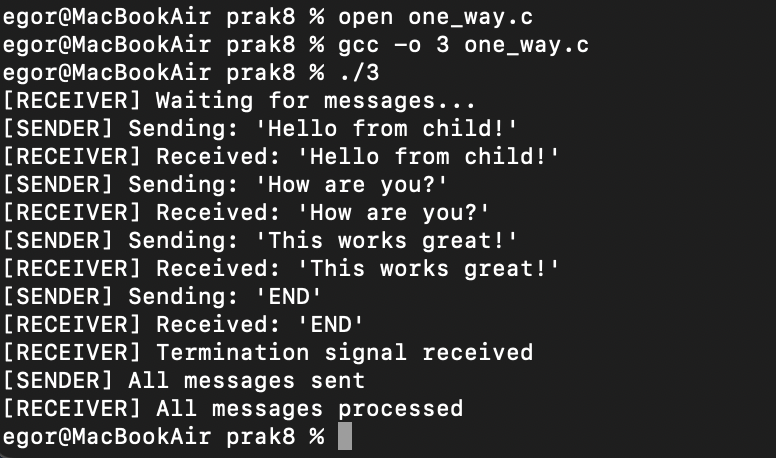 egor@MacBookAir prak8 % open one_way.c
egor@MacBookAir prak8 % gcc -o 3 one_way.c
egor@MacBookAir prak8 % ./3
[RECEIVER] Waiting for messages...
[SENDER] Sending: 'Hello from child!'
[RECEIVER] Received: 'Hello from child!'
[SENDER] Sending: 'How are you?'
[RECEIVER] Received: 'How are you?'
[SENDER] Sending: 'This works great!'
[RECEIVER] Received: 'This works great!'
[SENDER] Sending: 'END'
[RECEIVER] Received: 'END'
[RECEIVER] Termination signal received
[SENDER] All messages sent
[RECEIVER] All messages processed
egor@MacBookAir prak8 %